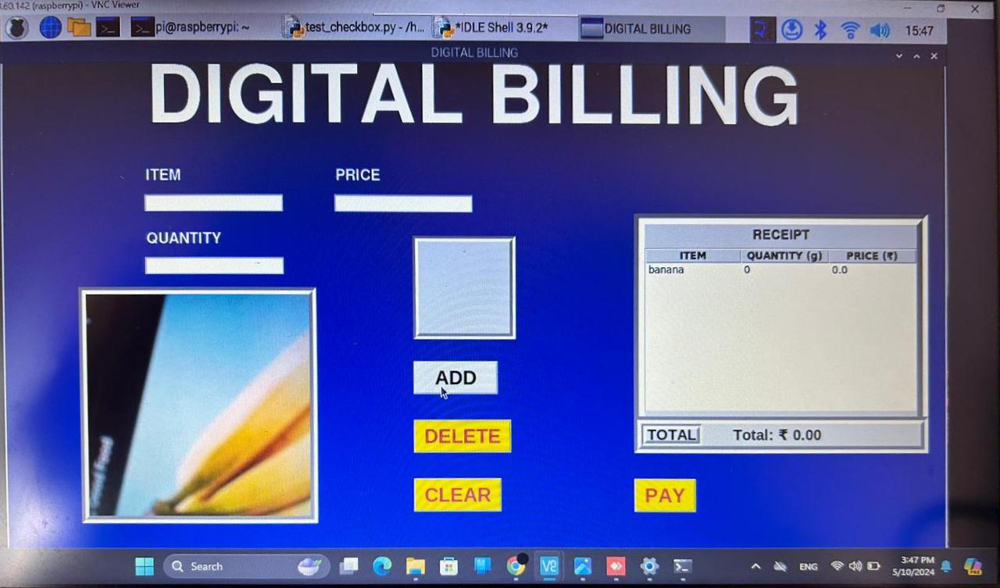 .60.142 (raspberrypi) - VNC Viewer
pi@raspberrypi: ~ test_checkbox.py - /h... *IDLE Shell 3.9.2* DIGITAL BILLING 15:47
DIGITAL BILLING
DIGITAL BILLING
ITEM PRICE
QUANTITY
RECEIPT
ITEM QUANTITY (g) PRICE (₹)
banana 0 0.0
ADD
DELETE
TOTAL Total: ₹ 0.00
CLEAR
PAY
Food
Search
ENG
3:47 PM
5/10/2024
PRE